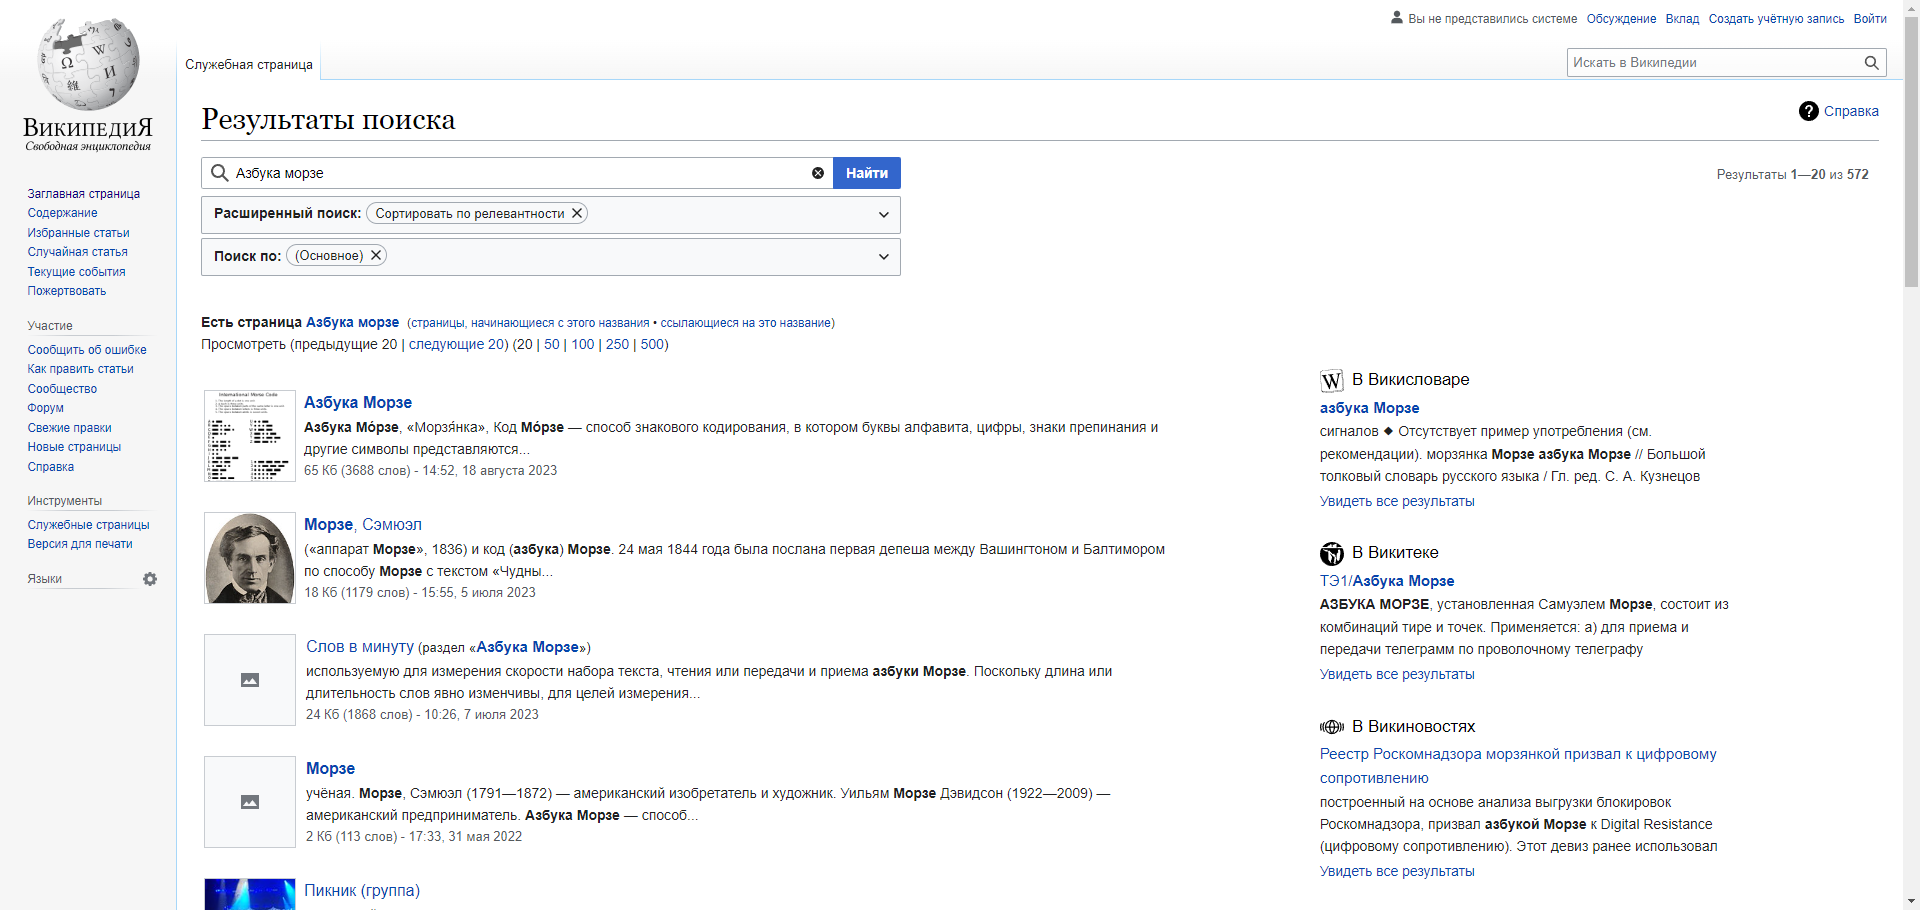 Вы не представились системе Обсуждение Вклад Создать учётную запись Войти
Служебная страница
Искать в Википедии
ВикипедиЯ
Свободная энциклопедия
Заглавная страница
Содержание
Избранные статьи
Случайная статья
Текущие события
Пожертвовать
Участие
Сообщить об ошибке
Как править статьи
Сообщество
Форум
Свежие правки
Новые страницы
Справка
Инструменты
Служебные страницы
Версия для печати
Языки
Результаты поиска
Справка
Азбука морзе
Найти
Результаты 1—20 из 572
Расширенный поиск: Сортировать по релевантности
Поиск по: (Основное)
Есть страница Азбука морзе (страницы, начинающиеся с этого названия • ссылающиеся на это название)
Просмотреть (предыдущие 20 | следующие 20) (20 | 50 | 100 | 250 | 500)
International Morse Code
Азбука Морзе
Азбука Мо́рзе, «Морзя́нка», Код Мо́рзе — способ знакового кодирования, в котором буквы алфавита, цифры, знаки препинания и
другие символы представляются...
65 Кб (3688 слов) - 14:52, 18 августа 2023
Морзе, Сэмюэл
(«аппарат Морзе», 1836) и код (азбука) Морзе. 24 мая 1844 года была послана первая депеша между Вашингтоном и Балтимором
по способу Морзе с текстом «Чудны...
18 Кб (1179 слов) - 15:55, 5 июля 2023
Слов в минуту (раздел «Азбука Морзе»)
используемую для измерения скорости набора текста, чтения или передачи и приема азбуки Морзе. Поскольку длина или
длительность слов явно изменчивы, для целей измерения...
24 Кб (1868 слов) - 10:26, 7 июля 2023
Морзе
учёная. Морзе, Сэмюэл (1791—1872) — американский изобретатель и художник. Уильям Морзе Дэвидсон (1922—2009) —
американский предприниматель. Азбука Морзе — способ...
2 Кб (113 слов) - 17:33, 31 мая 2022
Пикник (группа)
В Викисловаре
азбука Морзе
сигналов ◆ Отсутствует пример употребления (см.
рекомендации). морзянка Морзе азбука Морзе // Большой
толковый словарь русского языка / Гл. ред. С. А. Кузнецов
Увидеть все результаты
В Викитеке
ТЭ1/Азбука Морзе
АЗБУКА МОРЗЕ, установленная Самуэлем Морзе, состоит из
комбинаций тире и точек. Применяется: а) для приема и
передачи телеграмм по проволочному телеграфу
Увидеть все результаты
В Викиновостях
Реестр Роскомнадзора морзянкой призвал к цифровому
сопротивлению
построенный на основе анализа выгрузки блокировок
Роскомнадзора, призвал азбукой Морзе к Digital Resistance
(цифровому сопротивлению). Этот девиз ранее использовал
Увидеть все результаты